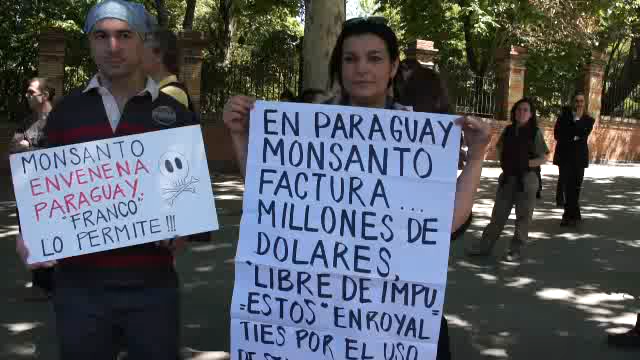 MONSANTO
ENVENENA
PARAGUAY.
"FRANCO"
LO PERMITE!!!
EN PARAGUAY
MONSANTO
FACTURA...
MILLONES DE
DOLARES.
"LIBRE DE IMPU
=ESTOS" EN ROYAL
TIES POR EL USO